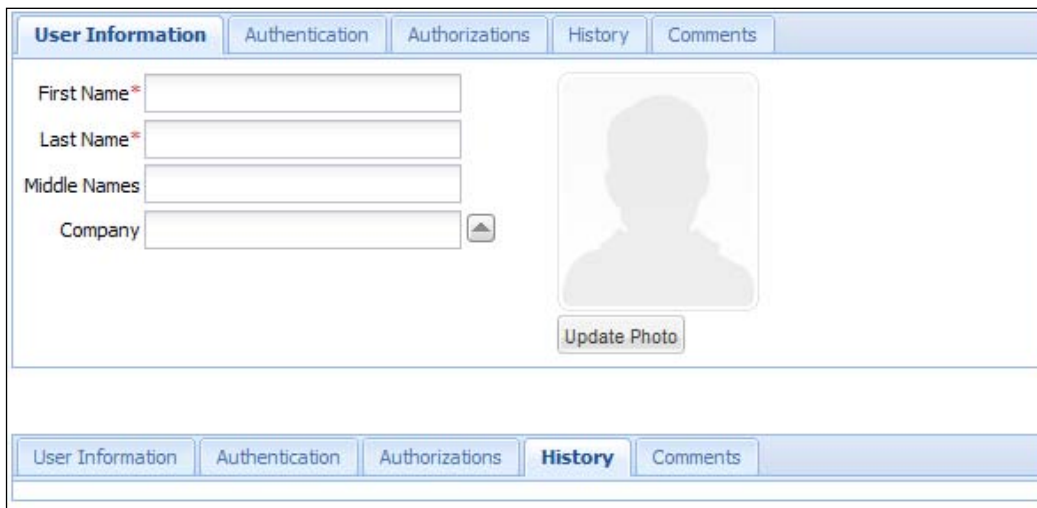 User Information Authentication Authorizations History Comments
First Name*
Last Name*
Middle Names
Company
Update Photo
User Information Authentication Authorizations History Comments